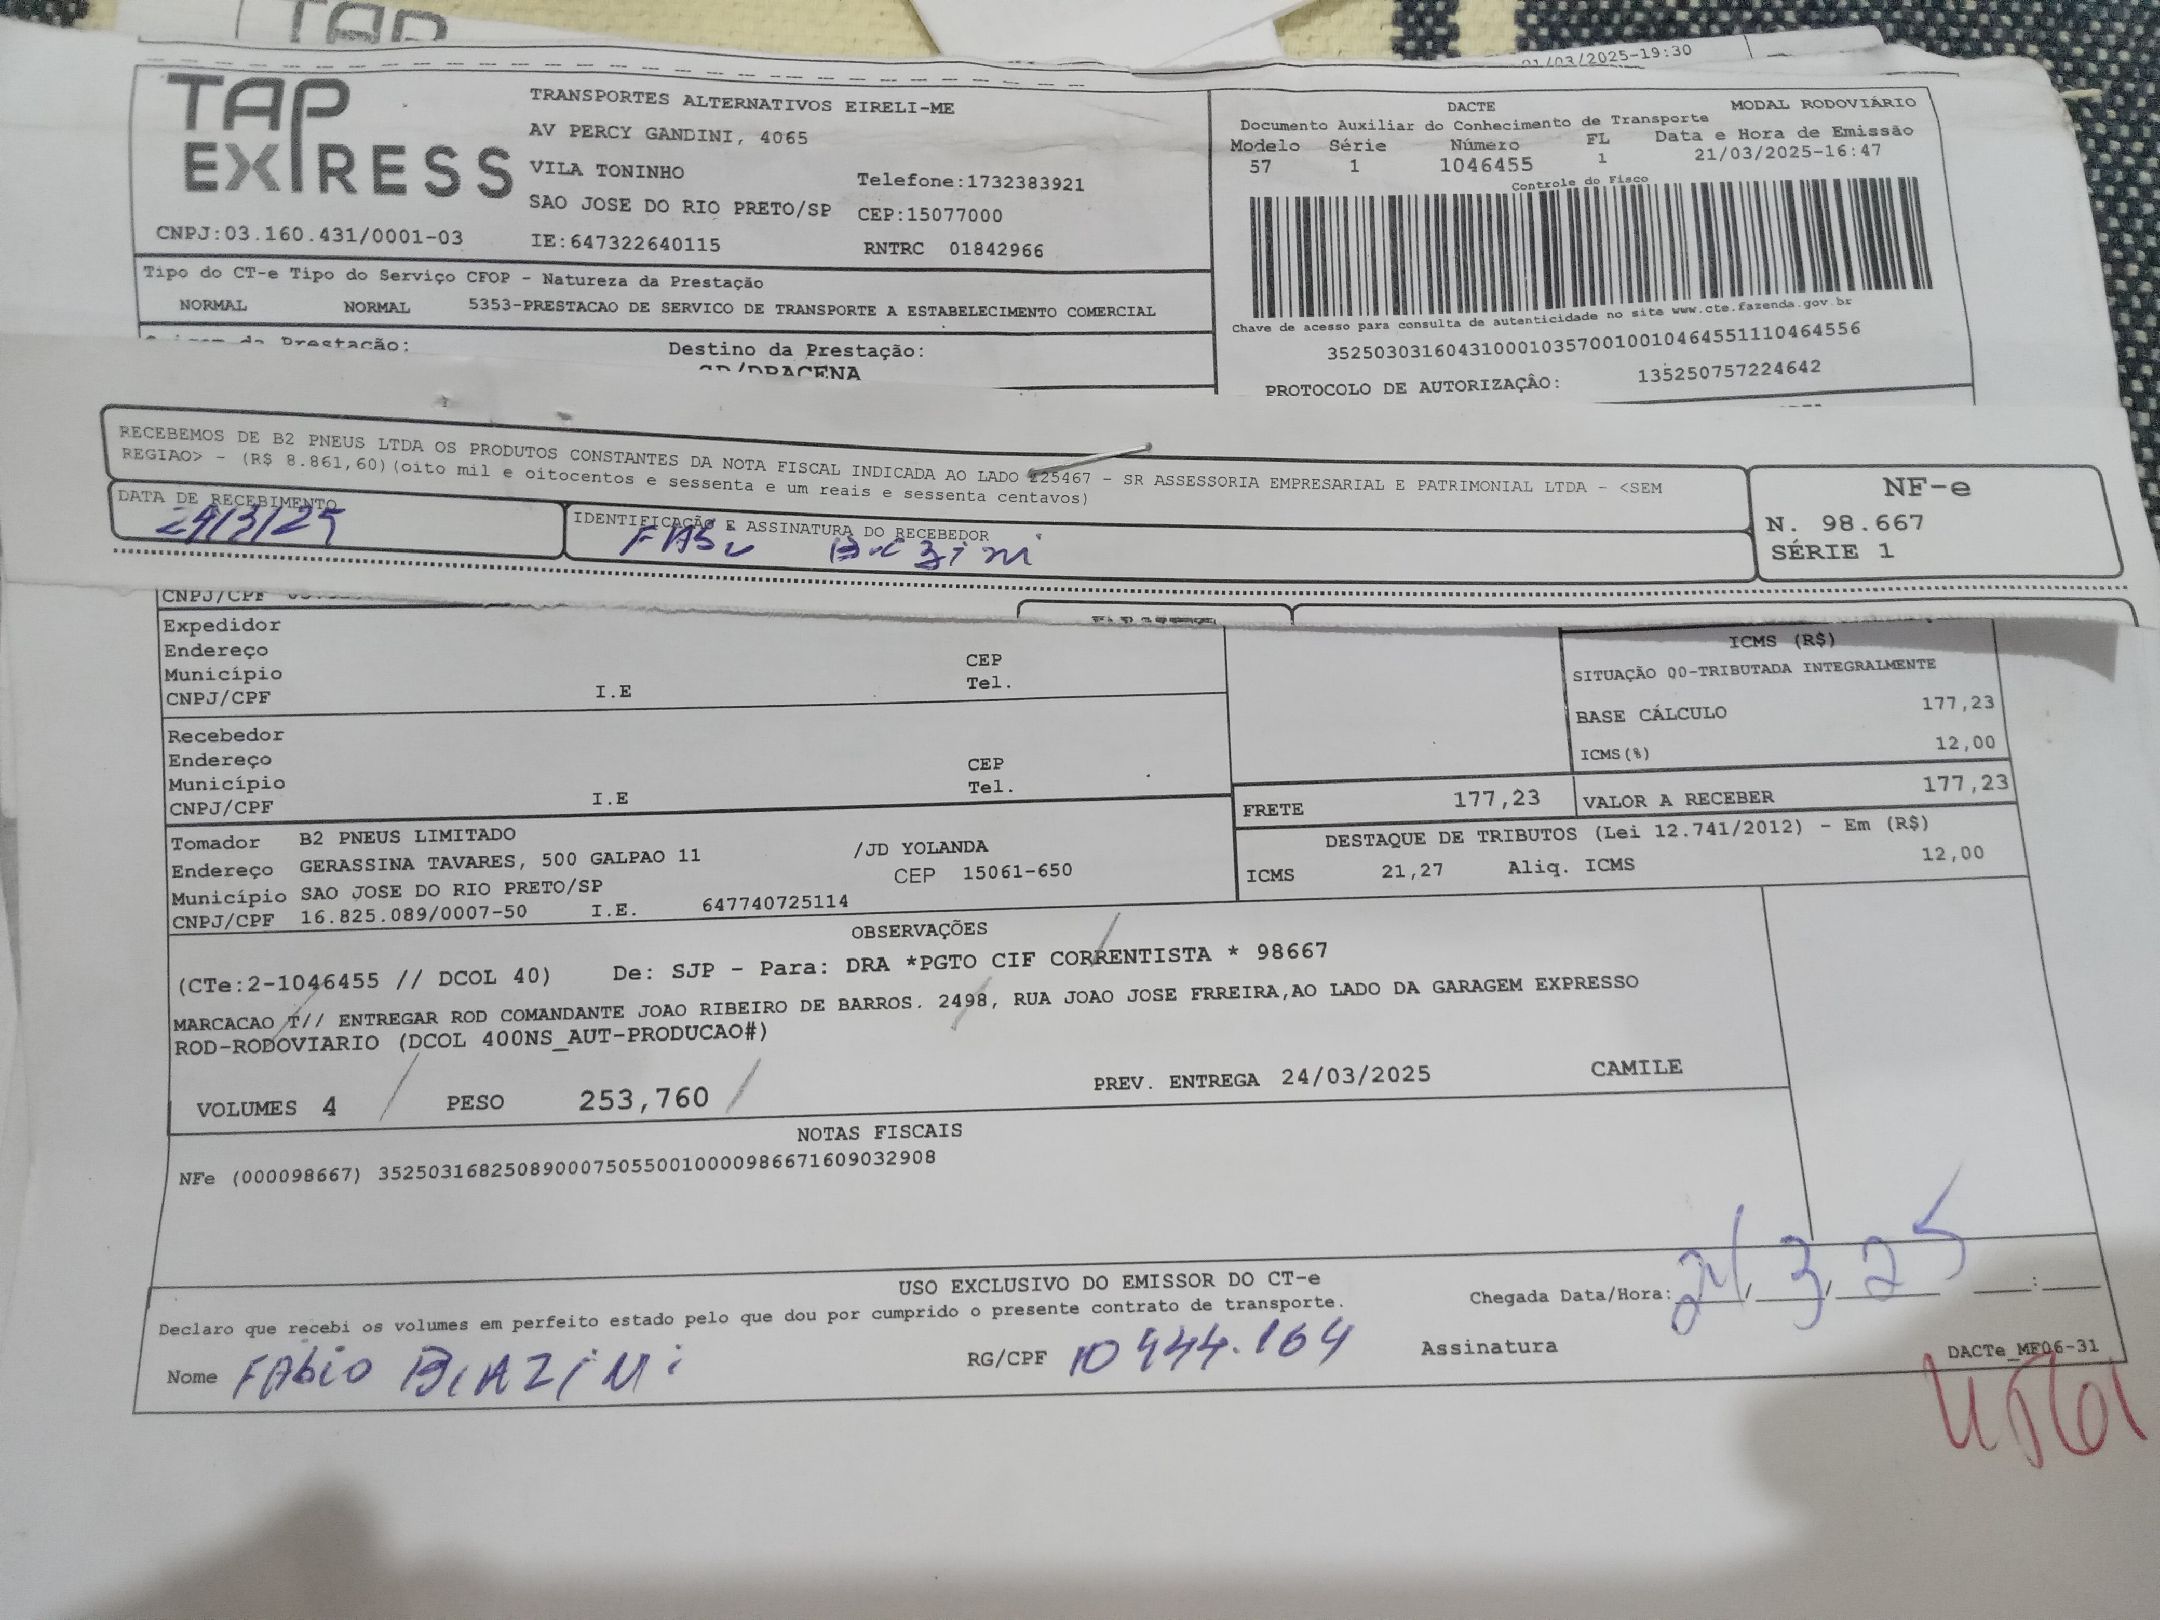 TAP
01/03/2025-19:30
TAP
EXPRESS
CNPJ:03.160.431/0001-03
TRANSPORTES ALTERNATIVOS EIRELI-ME
AV PERCY GANDINI, 4065
VILA TONINHO
Telefone:1732383921
SAO JOSE DO RIO PRETO/SP CEP:15077000
IE:647322640115 RNTRC 01842966
DACTE MODAL RODOVIÁRIO
Documento Auxiliar do Conhecimento de Transporte
Modelo Série Número FL Data e Hora de Emissão
57 1 1046455 1 21/03/2025-16:47
Controle do Fisco
Chave de acesso para consulta de autenticidade no site www.cte.fazenda.gov.br
35250303160431000103570010010464551110464556
PROTOCOLO DE AUTORIZAÇÃO: 135250757224642
Tipo do CT-e Tipo do Serviço CFOP - Natureza da Prestação
NORMAL NORMAL 5353-PRESTACAO DE SERVICO DE TRANSPORTE A ESTABELECIMENTO COMERCIAL
da Prestação: Destino da Prestação:
SP/DRACENA
RECEBEMOS DE B2 PNEUS LTDA OS PRODUTOS CONSTANTES DA NOTA FISCAL INDICADA AO LADO 25467 - SR ASSESSORIA EMPRESARIAL E PATRIMONIAL LTDA - <SEM
REGIAO> - (R$ 8.861,60)(oito mil e oitocentos e sessenta e um reais e sessenta centavos)
DATA DE RECEBIMENTO
24/3/25
IDENTIFICAÇÃO E ASSINATURA DO RECEBEDOR
NF-e
N. 98.667
SÉRIE 1
CNPJ/CPF
Expedidor
Endereço CEP
Município Tel.
CNPJ/CPF I.E
Recebedor
Endereço CEP
Município Tel.
CNPJ/CPF I.E
ICMS (R$)
SITUAÇÃO 00-TRIBUTADA INTEGRALMENTE
BASE CÁLCULO 177,23
ICMS(%) 12,00
FRETE 177,23 VALOR A RECEBER 177,23
DESTAQUE DE TRIBUTOS (Lei 12.741/2012) - Em (R$)
ICMS 21,27 Aliq. ICMS 12,00
Tomador B2 PNEUS LIMITADO
Endereço GERASSINA TAVARES, 500 GALPAO 11 /JD YOLANDA
Município SAO JOSE DO RIO PRETO/SP CEP 15061-650
CNPJ/CPF 16.825.089/0007-50 I.E. 647740725114
OBSERVAÇÕES
(CTe:2-1046455 // DCOL 40) De: SJP - Para: DRA *PGTO CIF CORRENTISTA * 98667
MARCACAO T// ENTREGAR ROD COMANDANTE JOAO RIBEIRO DE BARROS. 2498, RUA JOAO JOSE FRREIRA,AO LADO DA GARAGEM EXPRESSO
ROD-RODOVIARIO (DCOL 400NS_AUT-PRODUCAO#)
VOLUMES 4 PESO 253,760 PREV. ENTREGA 24/03/2025 CAMILE
NOTAS FISCAIS
NFe (000098667) 35250316825089000750550010000986671609032908
USO EXCLUSIVO DO EMISSOR DO CT-e
Declaro que recebi os volumes em perfeito estado pelo que dou por cumprido o presente contrato de transporte.
Chegada Data/Hora: 24/3/25 :
Nome FAbio BIAZINi RG/CPF 10444.164 Assinatura
DACTe_MF06-31